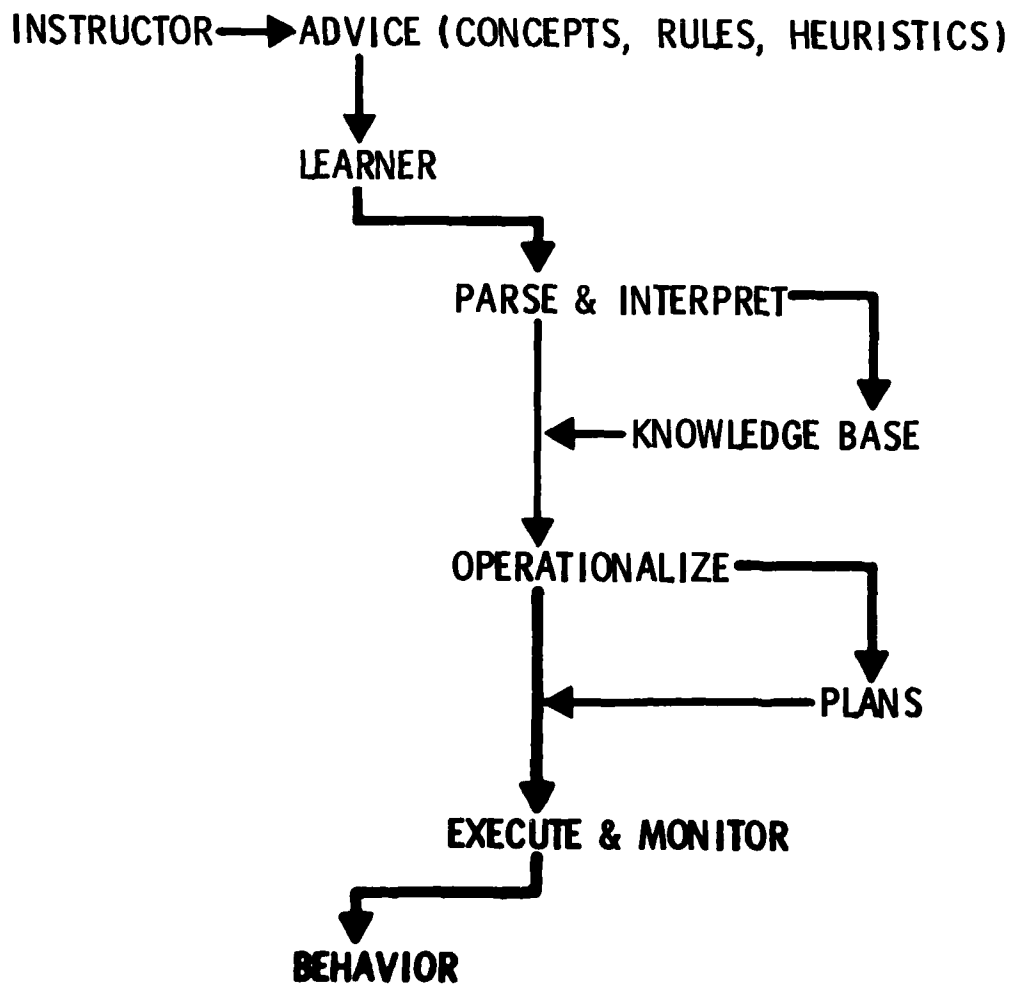 INSTRUCTOR ADVICE (CONCEPTS, RULES, HEURISTICS)
LEARNER
PARSE & INTERPRET
KNOWLEDGE BASE
OPERATIONALIZE
PLANS
EXECUTE & MONITOR
BEHAVIOR